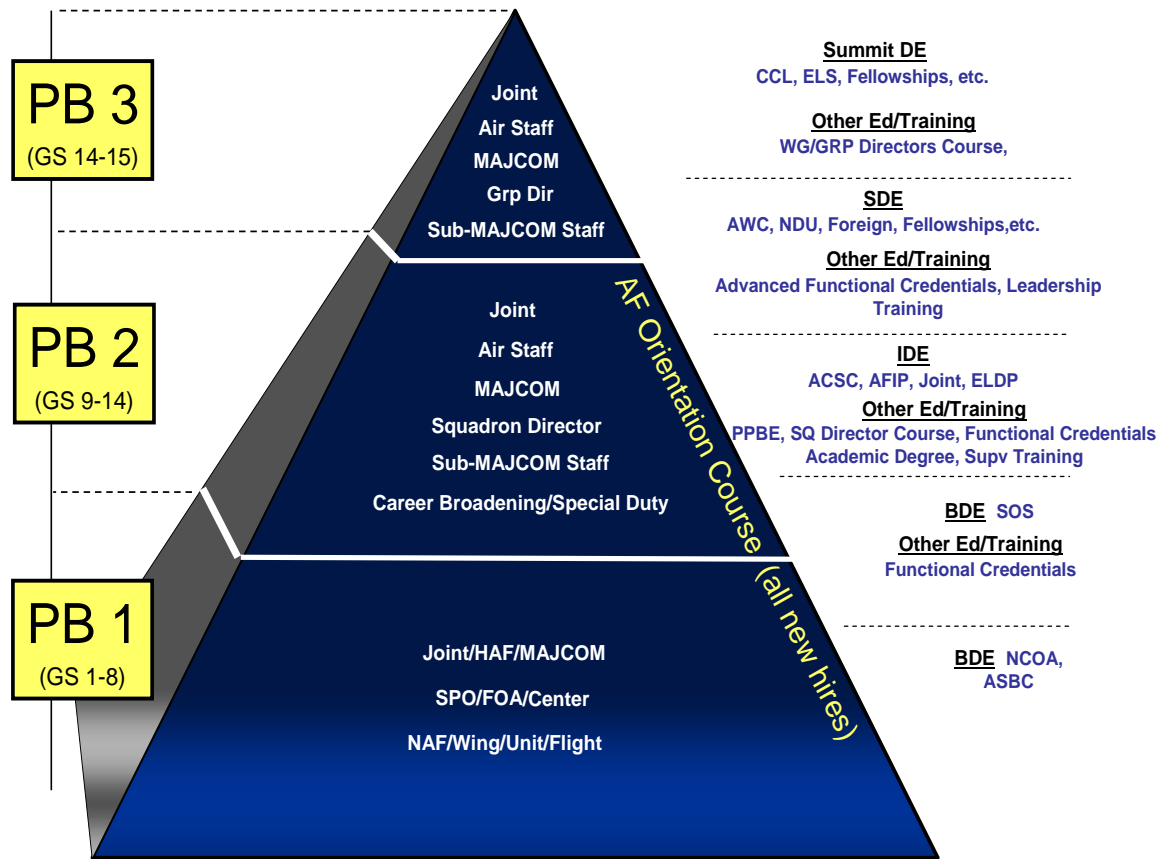 PB 3
(GS 14-15)
PB 2
(GS 9-14)
PB 1
(GS 1-8)
Joint
Air Staff
MAJCOM
Grp Dir
Sub-MAJCOM Staff
Joint
Air Staff
MAJCOM
Squadron Director
Sub-MAJCOM Staff
Career Broadening/Special Duty
Joint/HAF/MAJCOM
SPO/FOA/Center
NAF/Wing/Unit/Flight
AF Orientation Course (all new hires)
Summit DE
CCL, ELS, Fellowships, etc.
Other Ed/Training
WG/GRP Directors Course,
SDE
AWC, NDU, Foreign, Fellowships,etc.
Other Ed/Training
Advanced Functional Credentials, Leadership
Training
IDE
ACSC, AFIP, Joint, ELDP
Other Ed/Training
PPBE, SQ Director Course, Functional Credentials
Academic Degree, Supv Training
BDE SOS
Other Ed/Training
Functional Credentials
BDE NCOA,
ASBC